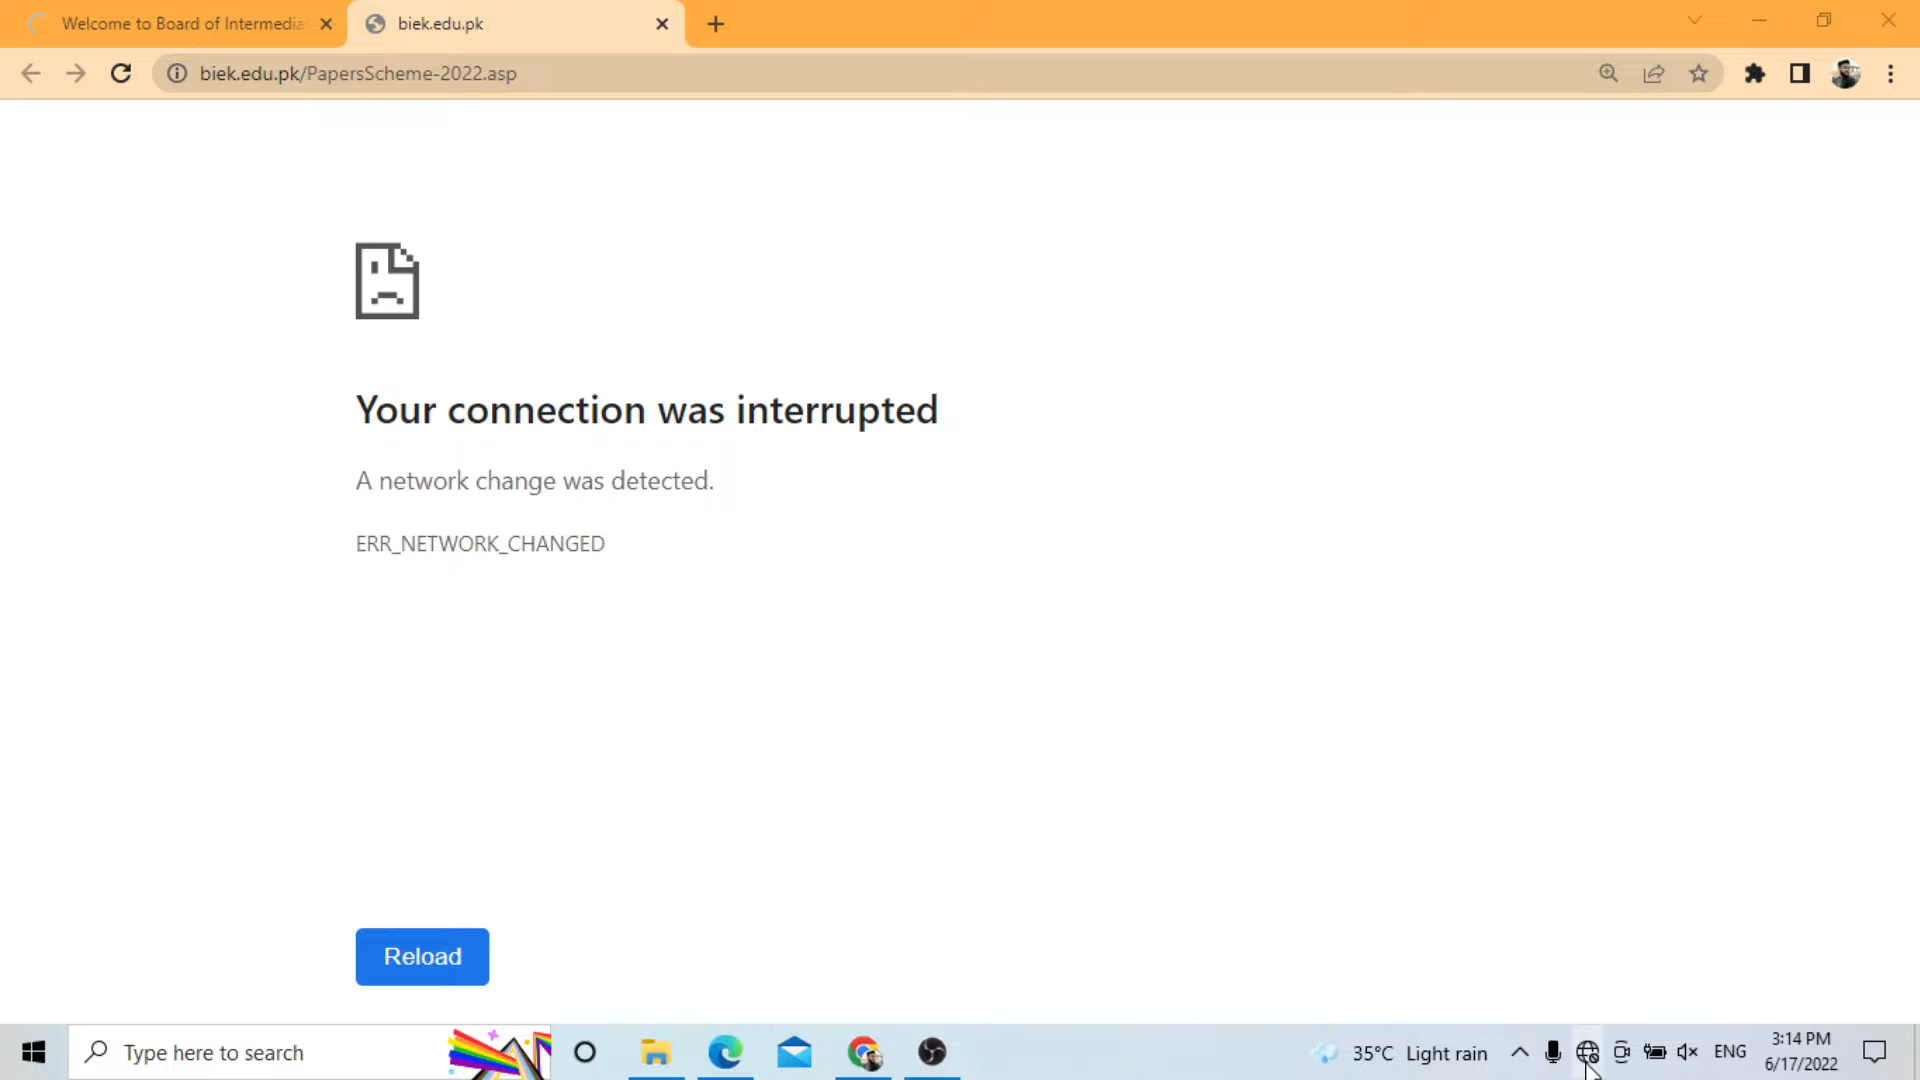 Welcome to Board of Intermedia
biek.edu.pk
biek.edu.pk/PapersScheme-2022.asp
Your connection was interrupted
A network change was detected.
ERR_NETWORK_CHANGED
Reload
Type here to search
35°C Light rain
ENG
3:14 PM
6/17/2022